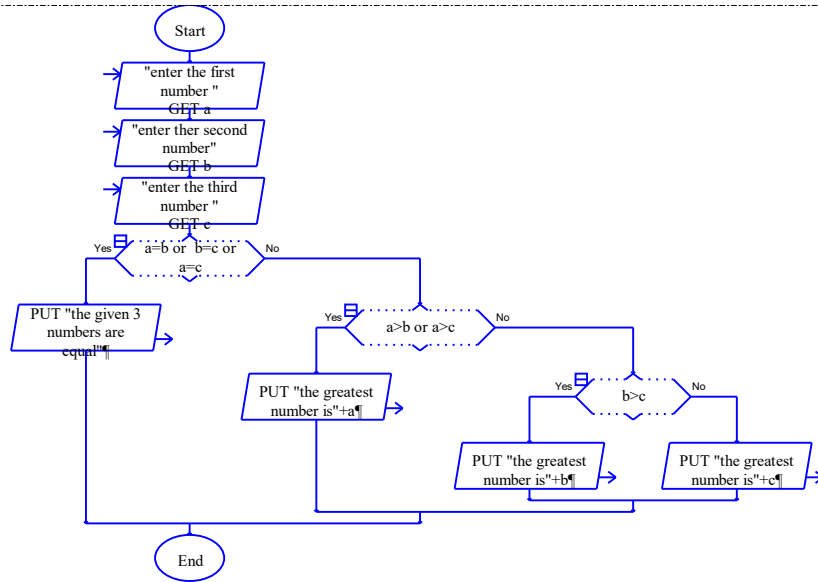 Start
"enter the first
number "
GET a
"enter ther second
number"
GET b
"enter the third
number "
GET c
Yes
a=b or  b=c or
a=c
No
PUT "the given 3
numbers are
equal"¶
Yes
a>b or a>c
No
PUT "the greatest
number is"+a¶
Yes
b>c
No
PUT "the greatest
number is"+b¶
PUT "the greatest
number is"+c¶
End